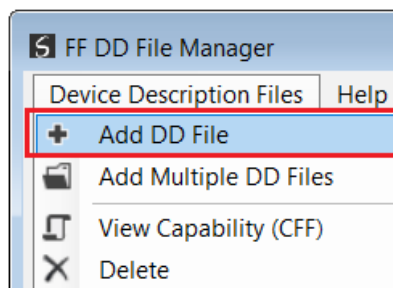 FF DD File Manager
Device Description Files Help
Add DD File
Add Multiple DD Files
View Capability (CFF)
Delete